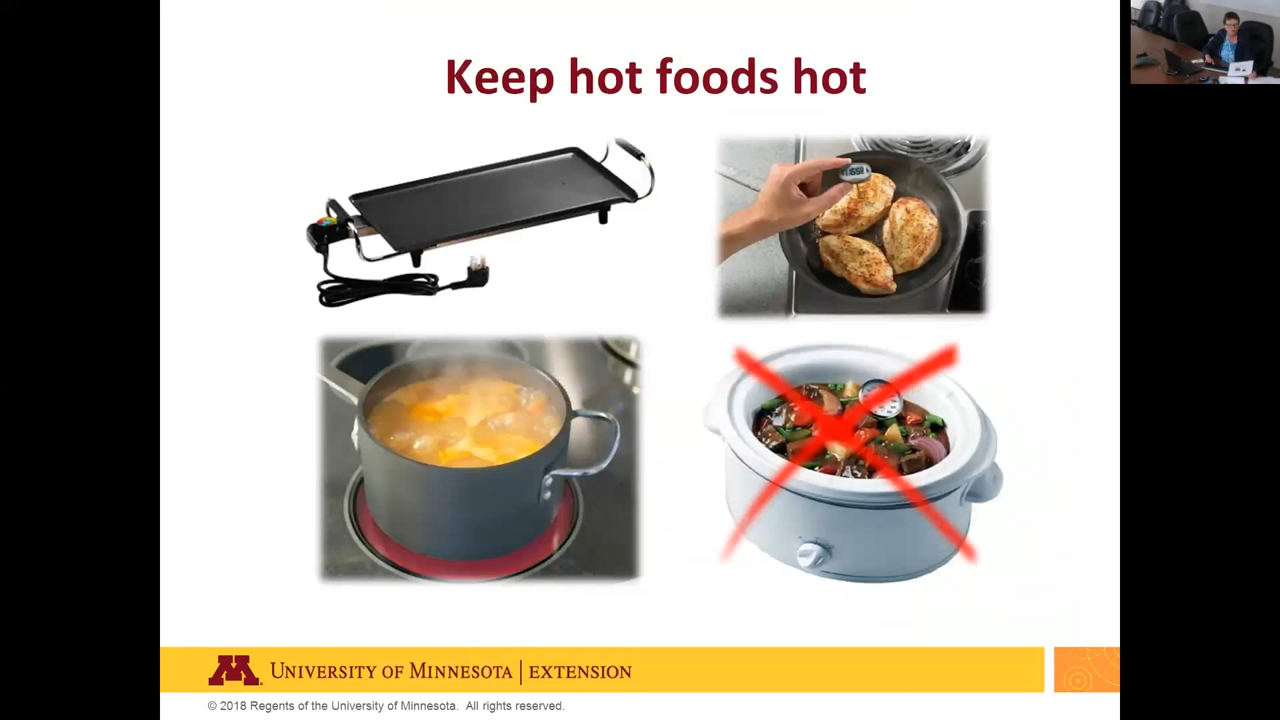 Keep hot foods hot
UNIVERSITY OF MINNESOTA | EXTENSION
© 2018 Regents of the University of Minnesota.  All rights reserved.